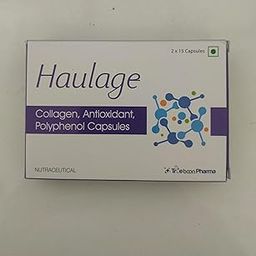 2 x 15 Capsules
Haulage
Collagen, Antioxidant,
Polyphenol Capsules
NUTRACEUTICAL
Pharma